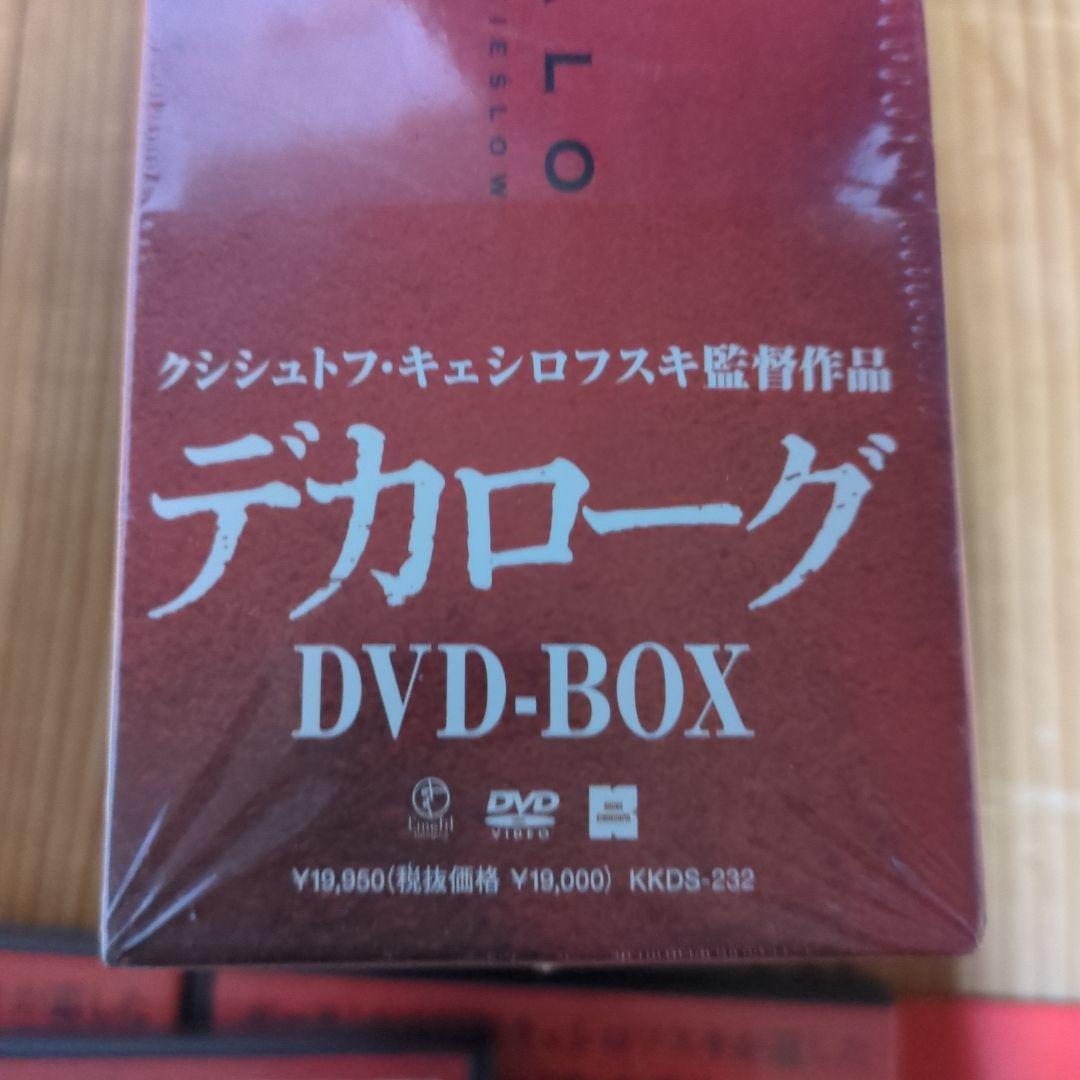 LO
IESLOW
クシシュトフ・キェシロフスキ監督作品
デカローグ
DVD-BOX
DVD
VIDEO
¥19,950(税抜価格 ¥19,000) KKDS-232